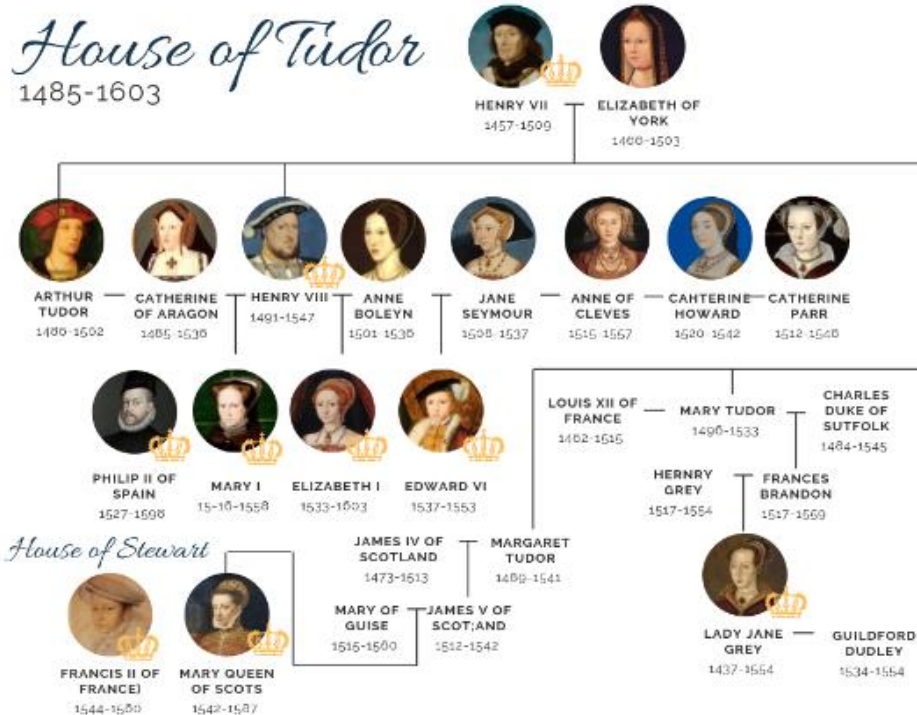 House of Tudor
1485-1603
HENRY VII
1457-1509
ELIZABETH OF
YORK
1466-1503
ARTHUR
TUDOR
1486-1502
CATHERINE
OF ARAGON
1485-1536
HENRY VIII
1491-1547
ANNE
BOLEYN
1501-1536
JANE
SEYMOUR
1508-1537
ANNE OF
CLEVES
1515-1557
CAHTERINE
HOWARD
1520-1542
CATHERINE
PARR
1512-1548
PHILIP II OF
SPAIN
1527-1598
MARY I
15-16-1558
ELIZABETH I
1533-1603
EDWARD VI
1537-1553
LOUIS XII OF
FRANCE
1462-1515
MARY TUDOR
1496-1533
CHARLES
DUKE OF
SUTFOLK
1484-1545
HERNRY
GREY
1517-1554
FRANCES
BRANDON
1517-1559
House of Stewart
JAMES IV OF
SCOTLAND
1473-1513
MARGARET
TUDOR
1489-1541
MARY OF
GUISE
1515-1560
JAMES V OF
SCOT;AND
1512-1542
FRANCIS II OF
FRANCE)
1544-1560
MARY QUEEN
OF SCOTS
1542-1587
LADY JANE
GREY
1437-1554
GUILDFORD
DUDLEY
1534-1554